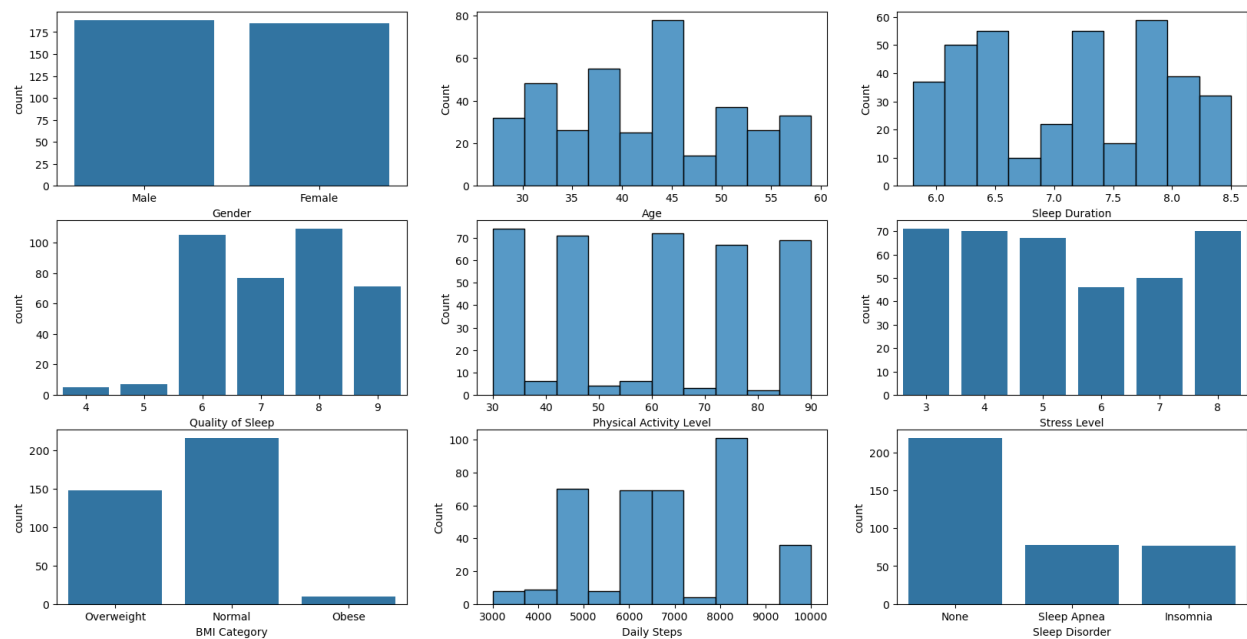 175
150
125
100
75
50
25
0
count
Male Female
Gender
80
60
40
20
0
Count
30 35 40 45 50 55 60
Age
60
50
40
30
20
10
0
Count
6.0 6.5 7.0 7.5 8.0 8.5
Sleep Duration
100
80
60
40
20
0
count
4 5 6 7 8 9
Quality of Sleep
70
60
50
40
30
20
10
0
Count
30 40 50 60 70 80 90
Physical Activity Level
70
60
50
40
30
20
10
0
count
3 4 5 6 7 8
Stress Level
200
150
100
50
0
count
Overweight Normal Obese
BMI Category
100
80
60
40
20
0
Count
3000 4000 5000 6000 7000 8000 9000 10000
Daily Steps
200
150
100
50
0
count
None Sleep Apnea Insomnia
Sleep Disorder